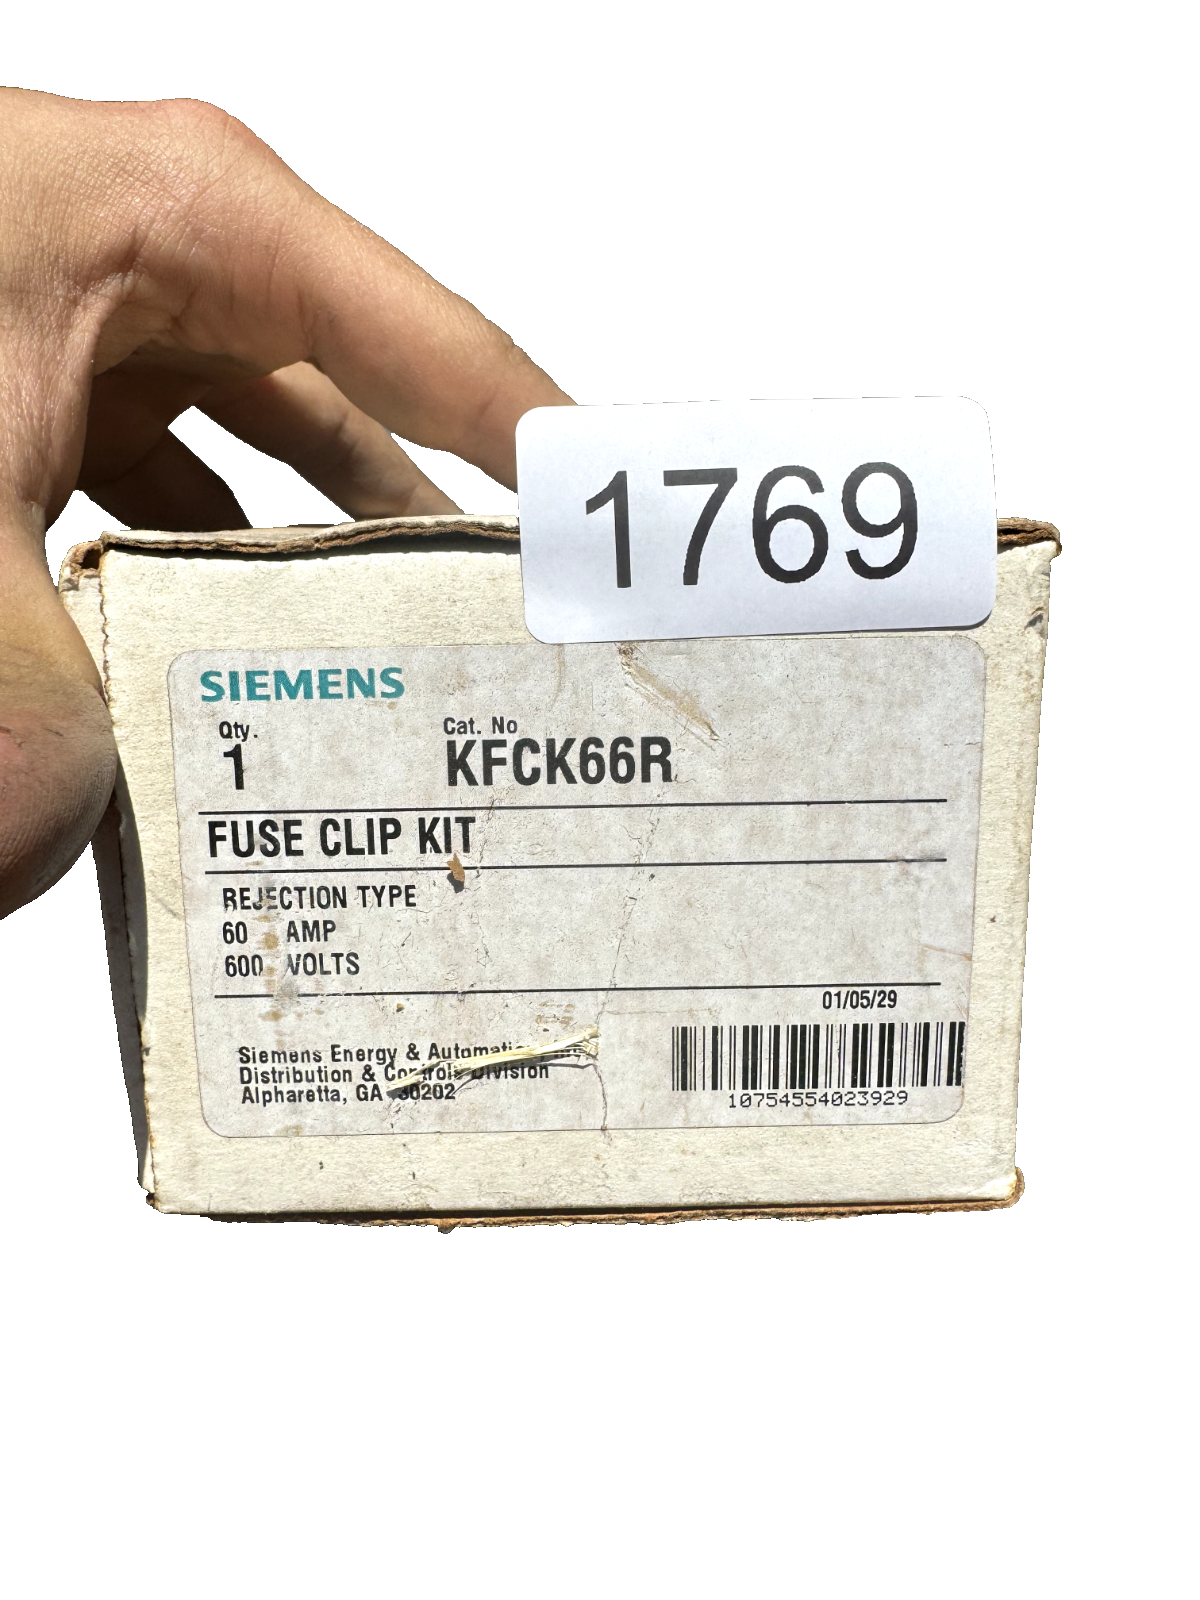 1769
SIEMENS
Qty. Cat. No
1 KFCK66R
FUSE CLIP KIT
REJECTION TYPE
60 AMP
600 VOLTS
01/05/29
Siemens Energy & Automation,
Distribution & Controls Division
Alpharetta, GA 30202
10754554023929